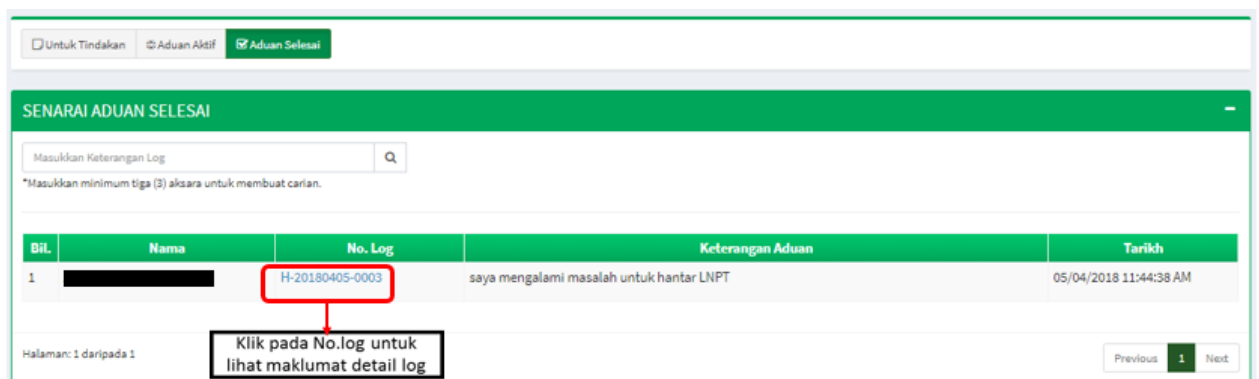 Untuk Tindakan Aduan Aktif Aduan Selesai
SENARAI ADUAN SELESAI
Masukkan Keterangan Log
*Masukkan minimum tiga (3) aksara untuk membuat carian.
Bil. Nama No. Log Keterangan Aduan Tarikh
1 H-20180405-0003 saya mengalami masalah untuk hantar LNPT 05/04/2018 11:44:38 AM
Klik pada No.log untuk
lihat maklumat detail log
Halaman: 1 daripada 1
Previous 1 Next